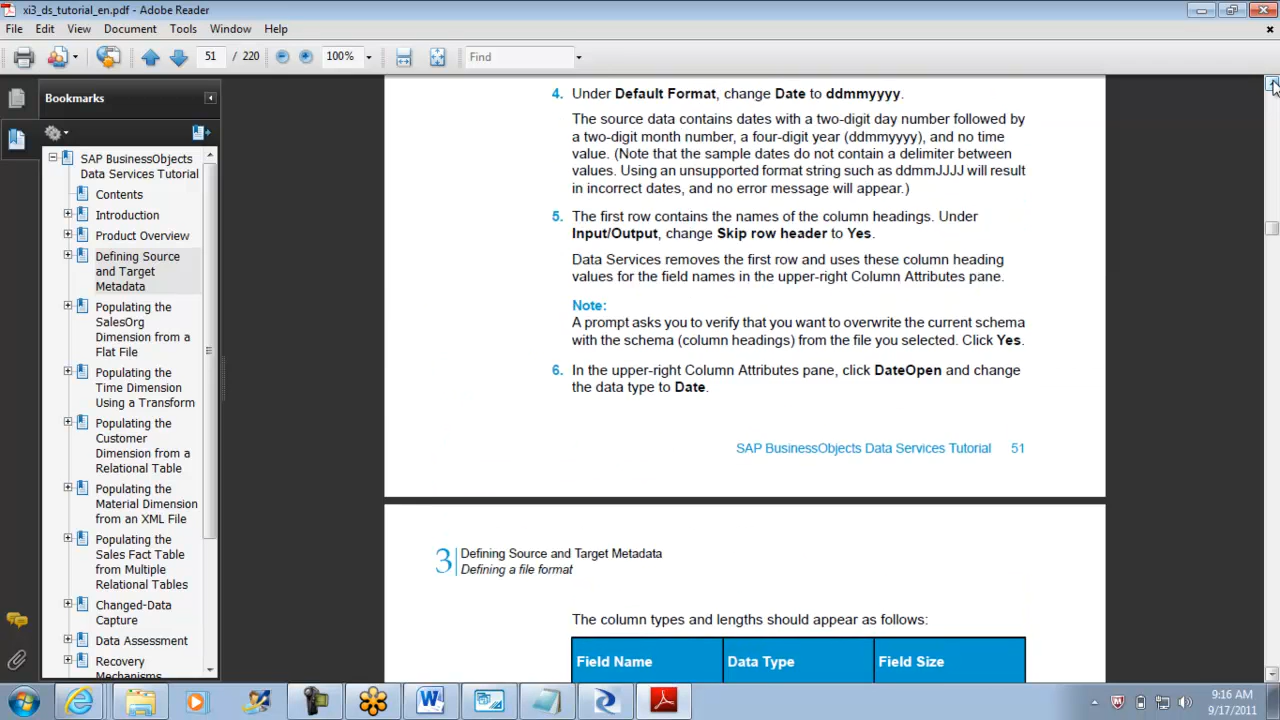 xi3_ds_tutorial_en.pdf - Adobe Reader
File Edit View Document Tools Window Help
51 / 220 100% Find
Bookmarks
SAP BusinessObjects
Data Services Tutorial
Contents
Introduction
Product Overview
Defining Source
and Target
Metadata
Populating the
SalesOrg
Dimension from a
Flat File
Populating the
Time Dimension
Using a Transform
Populating the
Customer
Dimension from a
Relational Table
Populating the
Material Dimension
from an XML File
Populating the
Sales Fact Table
from Multiple
Relational Tables
Changed-Data
Capture
Data Assessment
Recovery
Mechanisms
4. Under Default Format, change Date to ddmmyyyy.
The source data contains dates with a two-digit day number followed by
a two-digit month number, a four-digit year (ddmmyyyy), and no time
value. (Note that the sample dates do not contain a delimiter between
values. Using an unsupported format string such as ddmmJJJJ will result
in incorrect dates, and no error message will appear.)
5. The first row contains the names of the column headings. Under
Input/Output, change Skip row header to Yes.
Data Services removes the first row and uses these column heading
values for the field names in the upper-right Column Attributes pane.
Note:
A prompt asks you to verify that you want to overwrite the current schema
with the schema (column headings) from the file you selected. Click Yes.
6. In the upper-right Column Attributes pane, click DateOpen and change
the data type to Date.
SAP BusinessObjects Data Services Tutorial 51
3 Defining Source and Target Metadata
Defining a file format
The column types and lengths should appear as follows:
Field Name Data Type Field Size
9:16 AM
9/17/2011